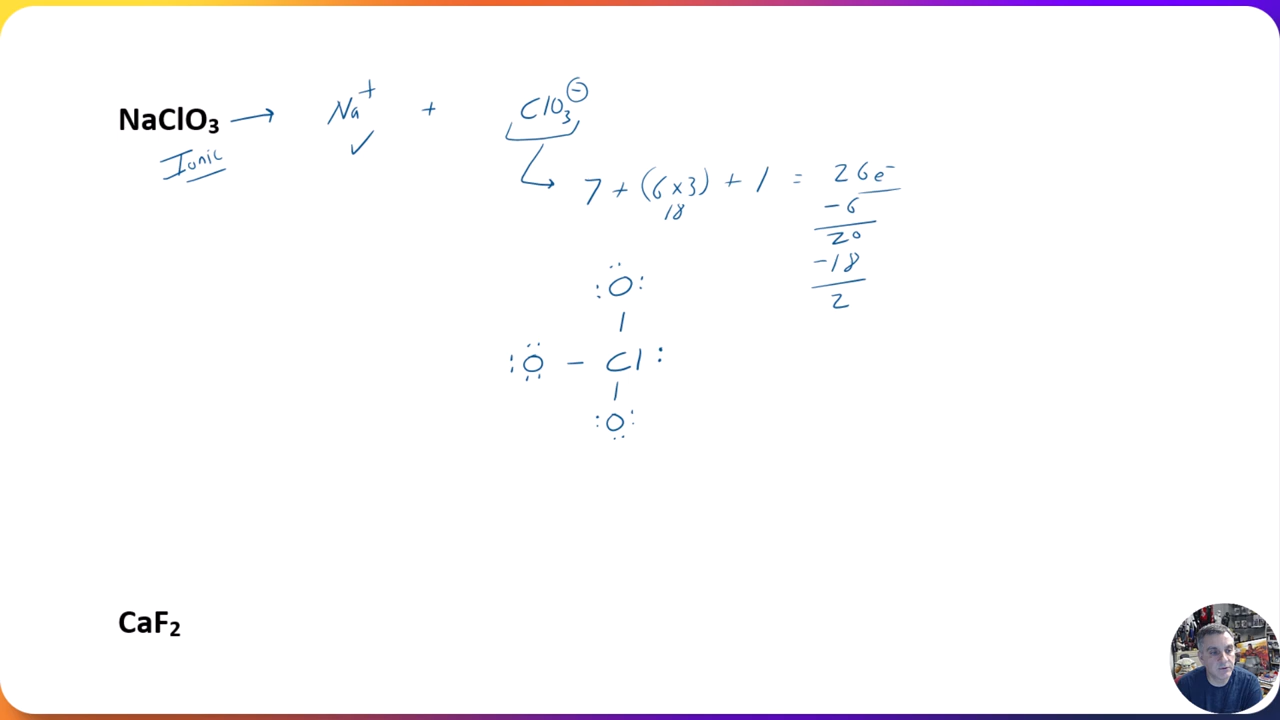 NaClO₃ → Na⁺ + ClO₃⊖
Ionic ✓
7 + (6 x 3) + 1 = 26e⁻
18
-6
20
-18
2
:Ö:
|
:Ö̤ – Cl:
|
:O̤:
CaF₂